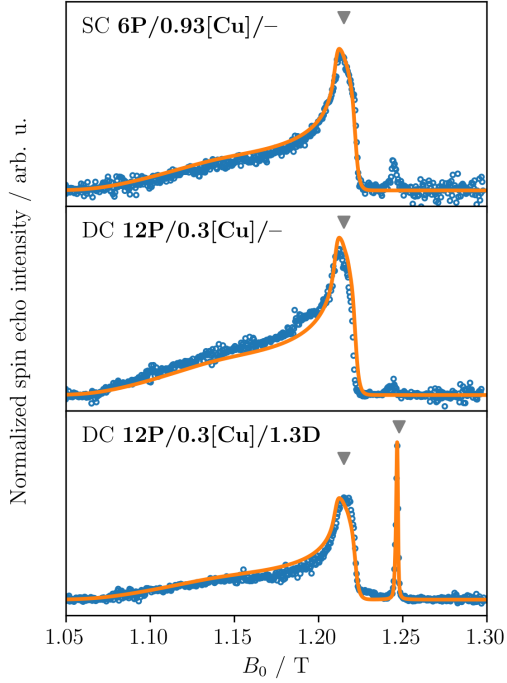 SC 6P/0.93[Cu]/–
DC 12P/0.3[Cu]/–
DC 12P/0.3[Cu]/1.3D
Normalized spin echo intensity / arb. u.
1.05 1.10 1.15 1.20 1.25 1.30
B0 / T